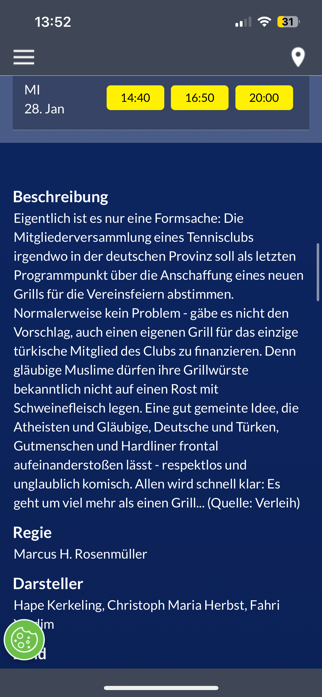 13:52
31
MI
28. Jan
14:40
16:50
20:00
Beschreibung
Eigentlich ist es nur eine Formsache: Die
Mitgliederversammlung eines Tennisclubs
irgendwo in der deutschen Provinz soll als letzten
Programmpunkt über die Anschaffung eines neuen
Grills für die Vereinsfeiern abstimmen.
Normalerweise kein Problem - gäbe es nicht den
Vorschlag, auch einen eigenen Grill für das einzige
türkische Mitglied des Clubs zu finanzieren. Denn
gläubige Muslime dürfen ihre Grillwürste
bekanntlich nicht auf einen Rost mit
Schweinefleisch legen. Eine gut gemeinte Idee, die
Atheisten und Gläubige, Deutsche und Türken,
Gutmenschen und Hardliner frontal
aufeinanderstoßen lässt - respektlos und
unglaublich komisch. Allen wird schnell klar: Es
geht um viel mehr als einen Grill... (Quelle: Verleih)
Regie
Marcus H. Rosenmüller
Darsteller
Hape Kerkeling, Christoph Maria Herbst, Fahri